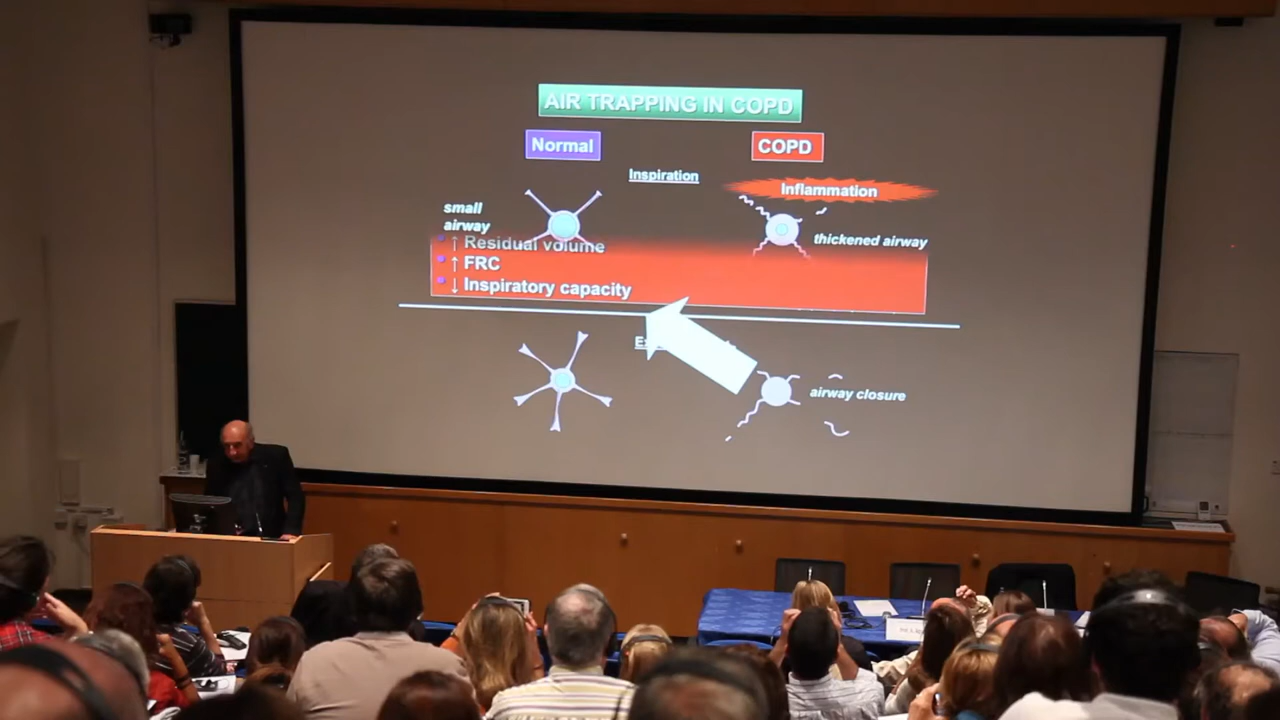 AIR TRAPPING IN COPD
Normal
COPD
Inspiration
Inflammation
small
airway
thickened airway
↑ Residual volume
↑ FRC
↓ Inspiratory capacity
airway closure